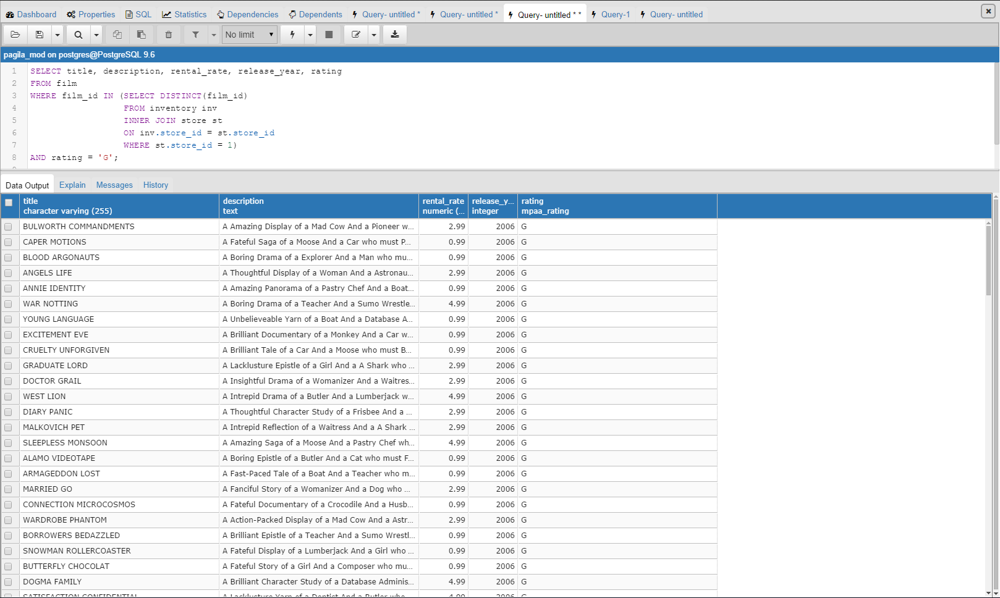 Dashboard Properties SQL Statistics Dependencies Dependents Query- untitled * Query- untitled * Query- untitled * * Query-1 Query- untitled
No limit
pagila_mod on postgres@PostgreSQL 9.6
1 SELECT title, description, rental_rate, release_year, rating
2 FROM film
3 WHERE film_id IN (SELECT DISTINCT(film_id)
4 FROM inventory inv
5 INNER JOIN store st
6 ON inv.store_id = st.store_id
7 WHERE st.store_id = 1)
8 AND rating = 'G';
Data Output Explain Messages History
title description rental_rate release_y... rating
character varying (255) text numeric (... integer mpaa_rating
BULWORTH COMMANDMENTS A Amazing Display of a Mad Cow And a Pioneer w... 2.99 2006 G
CAPER MOTIONS A Fateful Saga of a Moose And a Car who must P... 0.99 2006 G
BLOOD ARGONAUTS A Boring Drama of a Explorer And a Man who mu... 0.99 2006 G
ANGELS LIFE A Thoughtful Display of a Woman And a Astronau... 2.99 2006 G
ANNIE IDENTITY A Amazing Panorama of a Pastry Chef And a Boat... 0.99 2006 G
WAR NOTTING A Boring Drama of a Teacher And a Sumo Wrestle... 4.99 2006 G
YOUNG LANGUAGE A Unbelieveable Yarn of a Boat And a Database A... 0.99 2006 G
EXCITEMENT EVE A Brilliant Documentary of a Monkey And a Car w... 0.99 2006 G
CRUELTY UNFORGIVEN A Brilliant Tale of a Car And a Moose who must B... 0.99 2006 G
GRADUATE LORD A Lacklusture Epistle of a Girl And a A Shark who ... 2.99 2006 G
DOCTOR GRAIL A Insightful Drama of a Womanizer And a Waitres... 2.99 2006 G
WEST LION A Intrepid Drama of a Butler And a Lumberjack w... 4.99 2006 G
DIARY PANIC A Thoughtful Character Study of a Frisbee And a ... 2.99 2006 G
MALKOVICH PET A Intrepid Reflection of a Waitress And a A Shark ... 2.99 2006 G
SLEEPLESS MONSOON A Amazing Saga of a Moose And a Pastry Chef wh... 4.99 2006 G
ALAMO VIDEOTAPE A Boring Epistle of a Butler And a Cat who must F... 0.99 2006 G
ARMAGEDDON LOST A Fast-Paced Tale of a Boat And a Teacher who m... 0.99 2006 G
MARRIED GO A Fanciful Story of a Womanizer And a Dog who ... 2.99 2006 G
CONNECTION MICROCOSMOS A Fateful Documentary of a Crocodile And a Husb... 0.99 2006 G
WARDROBE PHANTOM A Action-Packed Display of a Mad Cow And a Astr... 2.99 2006 G
BORROWERS BEDAZZLED A Brilliant Epistle of a Teacher And a Sumo Wrestl... 0.99 2006 G
SNOWMAN ROLLERCOASTER A Fateful Display of a Lumberjack And a Girl who ... 0.99 2006 G
BUTTERFLY CHOCOLAT A Fateful Story of a Girl And a Composer who mu... 0.99 2006 G
DOGMA FAMILY A Brilliant Character Study of a Database Adminis... 4.99 2006 G
SATISFACTION CONFIDENTIAL A Lacklusture Yarn of a Dentist And a Butler who ... 4.99 2006 G